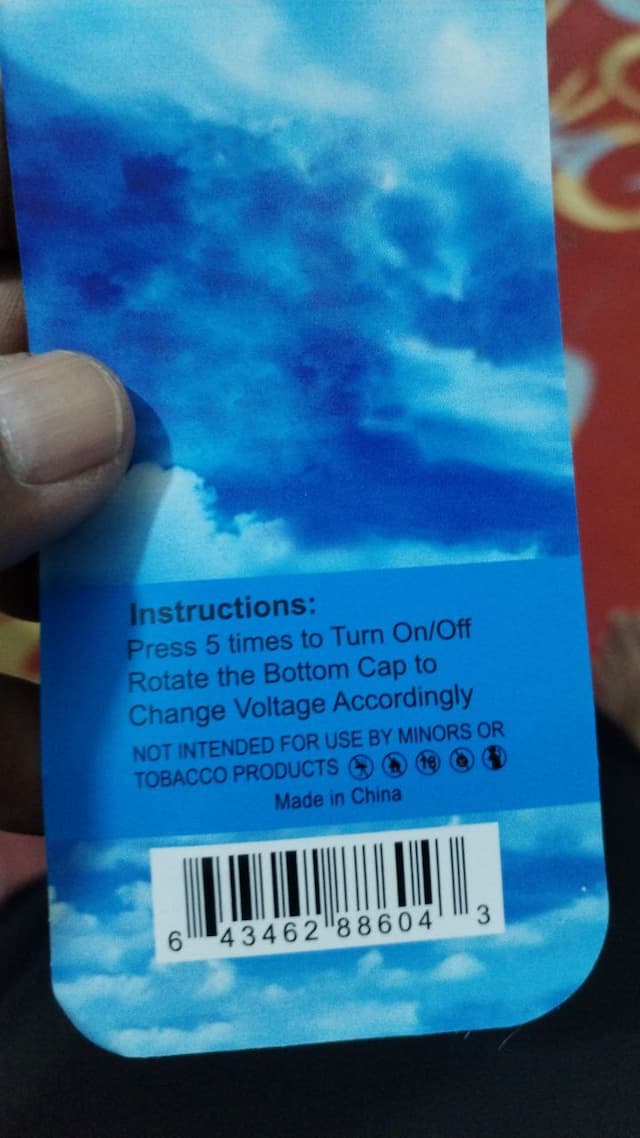 Instructions:
Press 5 times to Turn On/Off
Rotate the Bottom Cap to
Change Voltage Accordingly
NOT INTENDED FOR USE BY MINORS OR
TOBACCO PRODUCTS 18
Made in China
6 43462 88604 3